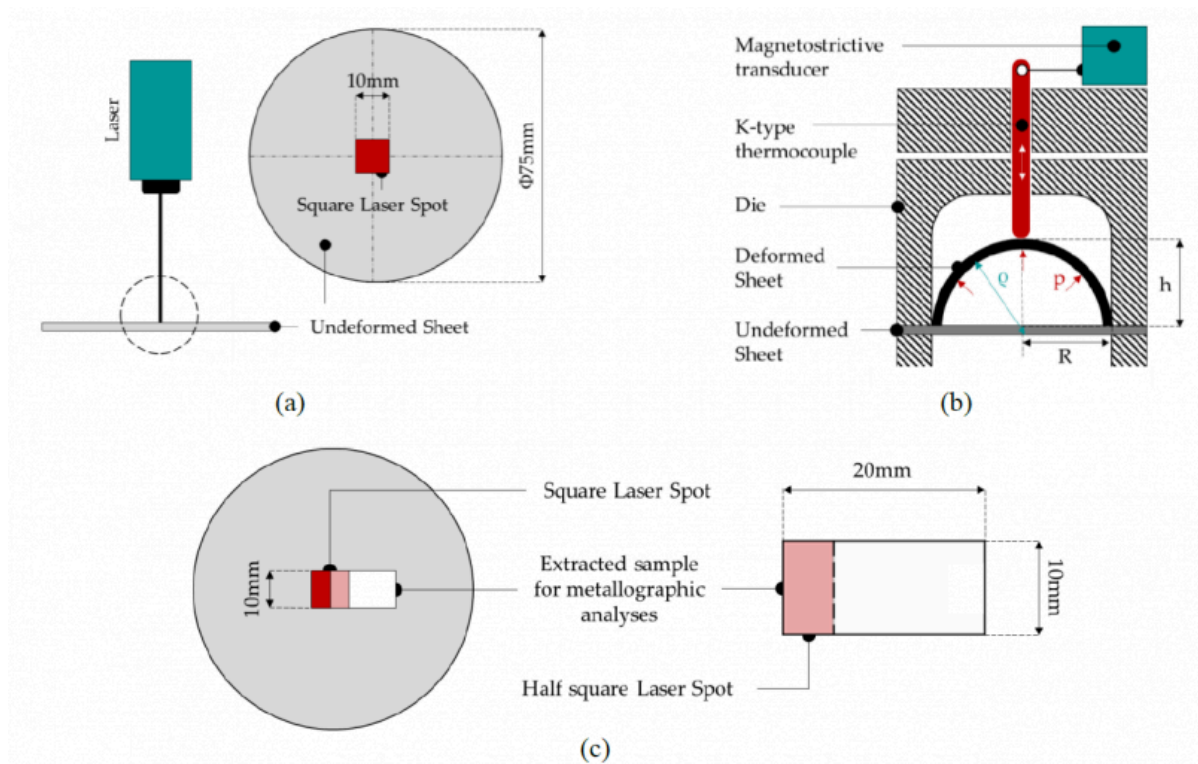 Laser
10mm
Square Laser Spot
Φ75mm
Undeformed Sheet
(a)
Magnetostrictive
transducer
K-type
thermocouple
Die
Deformed
Sheet
Undeformed
Sheet
ϱ
p
h
R
(b)
10mm
Square Laser Spot
Extracted sample
for metallographic
analyses
Half square Laser Spot
20mm
10mm
(c)